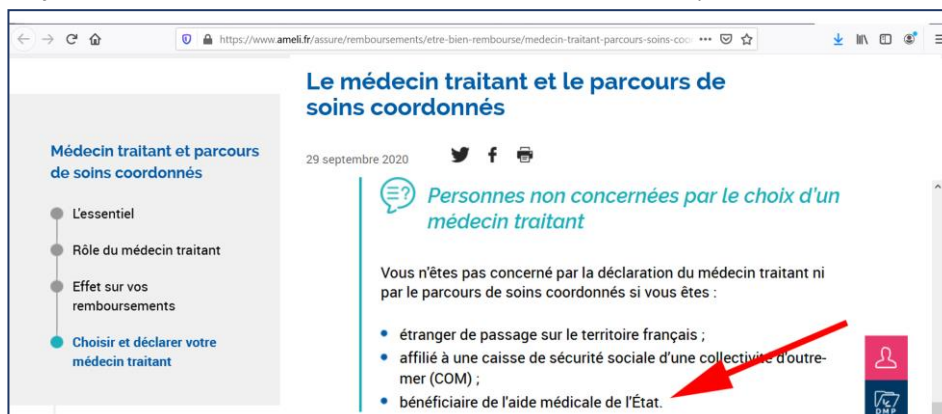 https://www.ameli.fr/assure/remboursements/etre-bien-rembourse/medecin-traitant-parcours-soins-coo
Le médecin traitant et le parcours de
soins coordonnés
Médecin traitant et parcours
de soins coordonnés
29 septembre 2020
L'essentiel
Rôle du médecin traitant
Effet sur vos
remboursements
Choisir et déclarer votre
médecin traitant
Personnes non concernées par le choix d'un
médecin traitant
Vous n'êtes pas concerné par la déclaration du médecin traitant ni
par le parcours de soins coordonnés si vous êtes :
étranger de passage sur le territoire français ;
affilié à une caisse de sécurité sociale d'une collectivité d'outre-
mer (COM) ;
bénéficiaire de l'aide médicale de l'État.
DMP